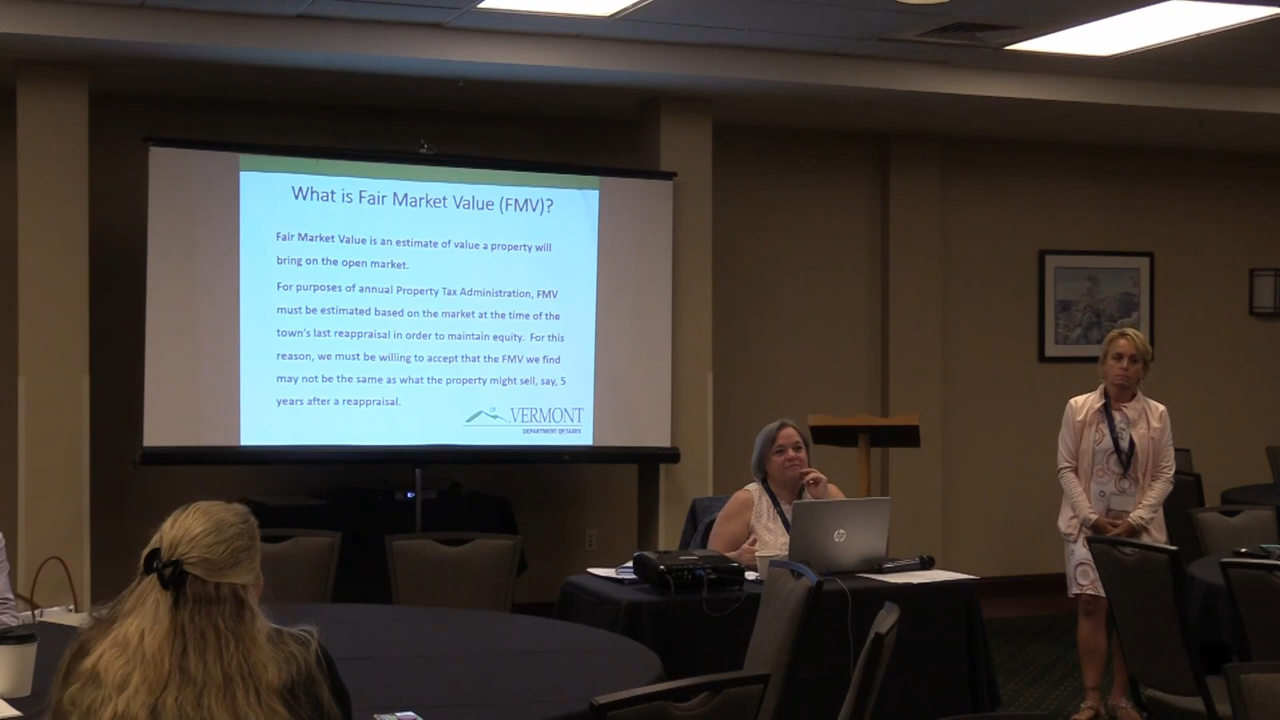 What is Fair Market Value (FMV)?
Fair Market Value is an estimate of value a property will
bring on the open market.
For purposes of annual Property Tax Administration, FMV
must be estimated based on the market at the time of the
town's last reappraisal in order to maintain equity. For this
reason, we must be willing to accept that the FMV we find
may not be the same as what the property might sell, say, 5
years after a reappraisal.
VERMONT
DEPARTMENT OF TAXES
hp